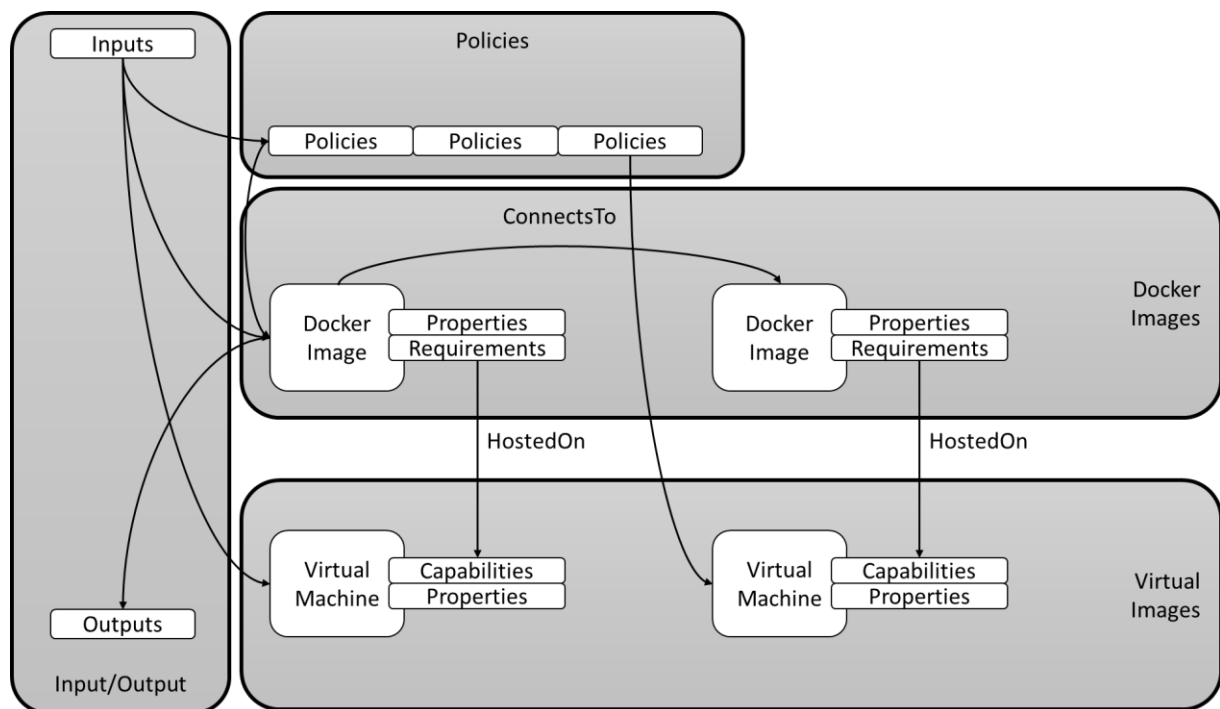 Inputs
Policies
Policies
Policies
Policies
ConnectsTo
Docker
Image
Properties
Requirements
Docker
Image
Properties
Requirements
Docker
Images
HostedOn
HostedOn
Virtual
Machine
Capabilities
Properties
Virtual
Machine
Capabilities
Properties
Virtual
Images
Outputs
Input/Output